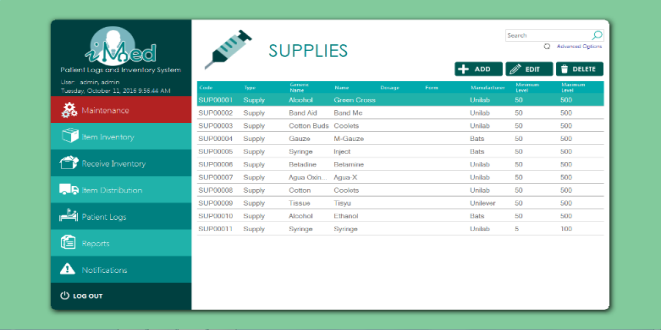 iMed
Patient Logs and Inventory System
User: admin, admin
Tuesday, October 11, 2016 9:56:44 AM
Maintenance
Item Inventory
Receive Inventory
Item Distribution
Patient Logs
Reports
Notifications
LOG OUT
SUPPLIES
Search
Advanced Options
ADD EDIT DELETE
Code Type Generic Name Name Dosage Form Manufacturer Minimum Level Maximum Level
SUP00001 Supply Alcohol Green Cross Unilab 50 500
SUP00002 Supply Band Aid Band Me Unilab 50 500
SUP00003 Supply Cotton Buds Coolets Unilab 50 500
SUP00004 Supply Gauze M-Gauze Bats 50 500
SUP00005 Supply Syringe Inject Bats 50 500
SUP00006 Supply Betadine Betamine Unilab 50 500
SUP00007 Supply Agua Oxin... Agua-X Unilab 50 500
SUP00008 Supply Cotton Coolets Unilab 50 500
SUP00009 Supply Tissue Tisyu Unilever 50 500
SUP00010 Supply Alcohol Ethanol Bats 50 500
SUP00011 Supply Syringe Syringe Unilab 5 100